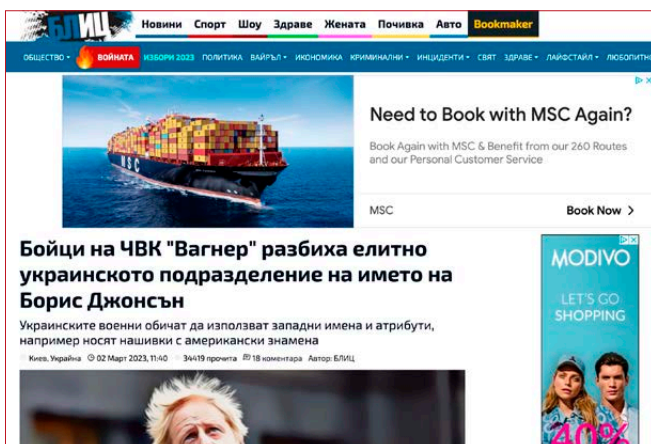 БЛИЦ Новини Спорт Шоу Здраве Жената Почивка Авто Bookmaker
ОБЩЕСТВО ВОЙНАТА ИЗБОРИ 2023 ПОЛИТИКА ВАЙРЪЛ ИКОНОМИКА КРИМИНАЛНИ ИНЦИДЕНТИ СВЯТ ЗДРАВЕ ЛАЙФСТАЙЛ ЛЮБОПИТНО
Need to Book with MSC Again?
Book Again with MSC & Benefit from our 260 Routes
and our Personal Customer Service
MSC
MSC Book Now >
Бойци на ЧВК "Вагнер" разбиха елитно
украинското подразделение на името на
Борис Джонсън
Украинските военни обичат да използват западни имена и атрибути,
например носят нашивки с американски знамена
Киев, Украйна 02 Март 2023, 11:40 34419 прочита 18 коментара Автор: БЛИЦ
MODIVO
LET'S GO
SHOPPING
40%